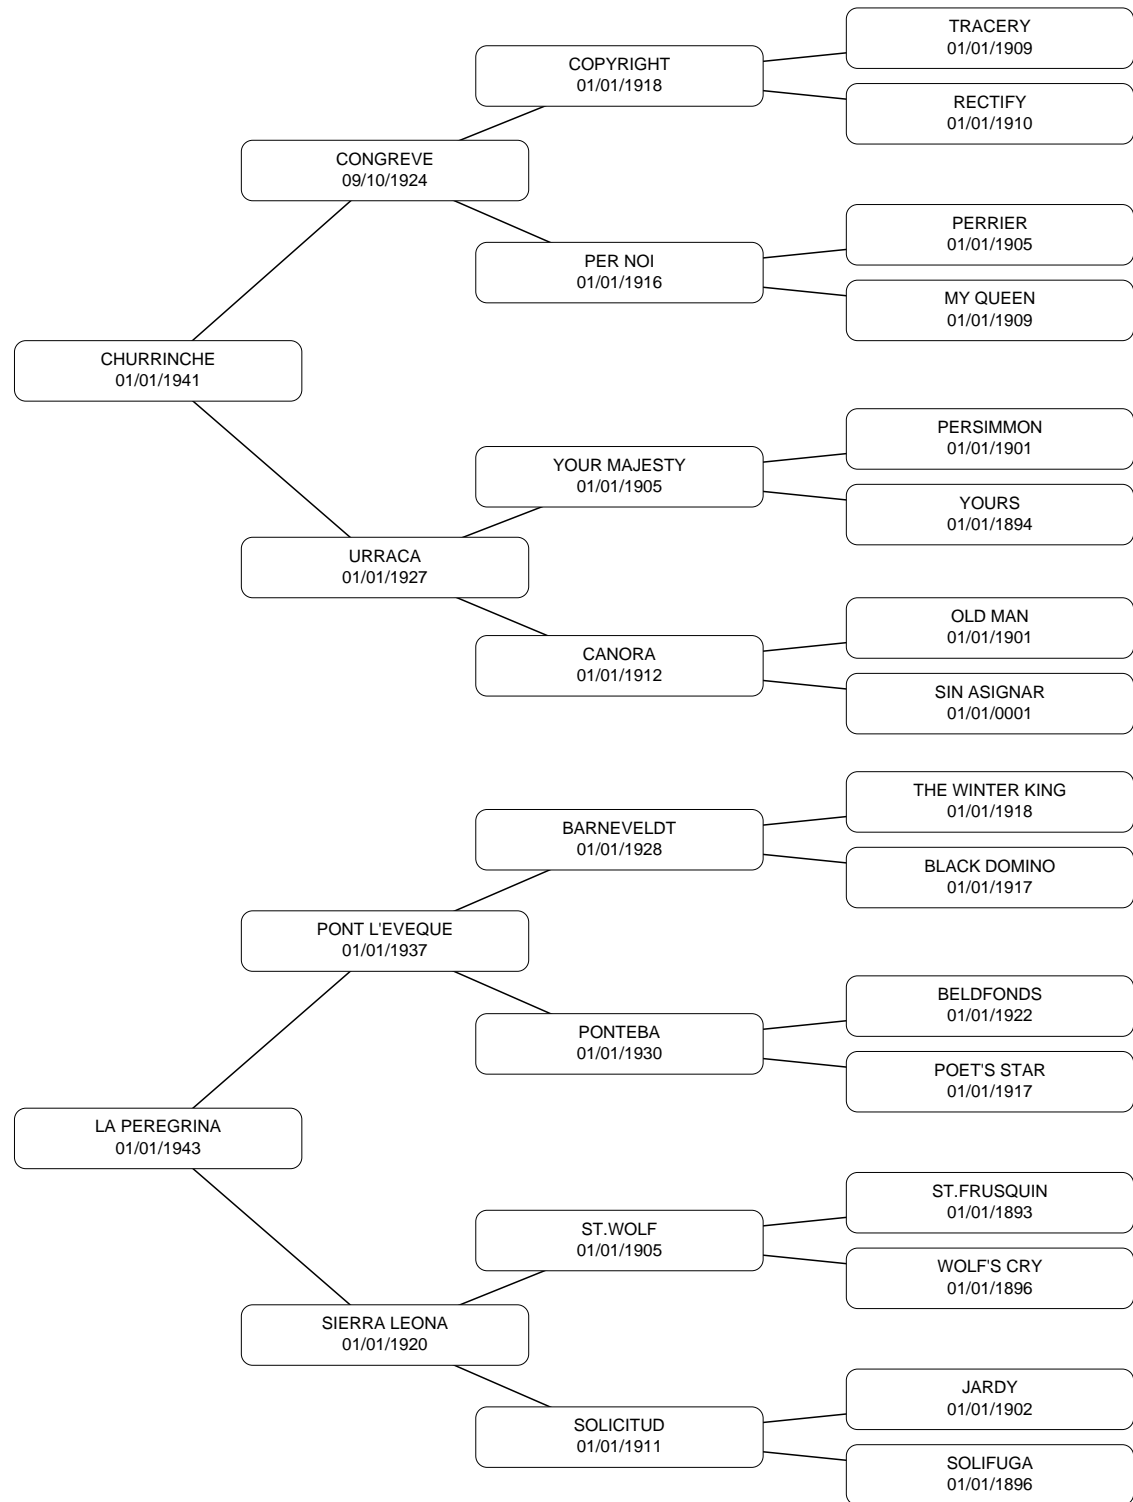 TRACERY
01/01/1909
COPYRIGHT
01/01/1918
RECTIFY
01/01/1910
CONGREVE
09/10/1924
PERRIER
01/01/1905
PER NOI
01/01/1916
MY QUEEN
01/01/1909
CHURRINCHE
01/01/1941
PERSIMMON
01/01/1901
YOUR MAJESTY
01/01/1905
YOURS
01/01/1894
URRACA
01/01/1927
OLD MAN
01/01/1901
CANORA
01/01/1912
SIN ASIGNAR
01/01/0001
THE WINTER KING
01/01/1918
BARNEVELDT
01/01/1928
BLACK DOMINO
01/01/1917
PONT L'EVEQUE
01/01/1937
BELDFONDS
01/01/1922
PONTEBA
01/01/1930
POET'S STAR
01/01/1917
LA PEREGRINA
01/01/1943
ST.FRUSQUIN
01/01/1893
ST.WOLF
01/01/1905
WOLF'S CRY
01/01/1896
SIERRA LEONA
01/01/1920
JARDY
01/01/1902
SOLICITUD
01/01/1911
SOLIFUGA
01/01/1896